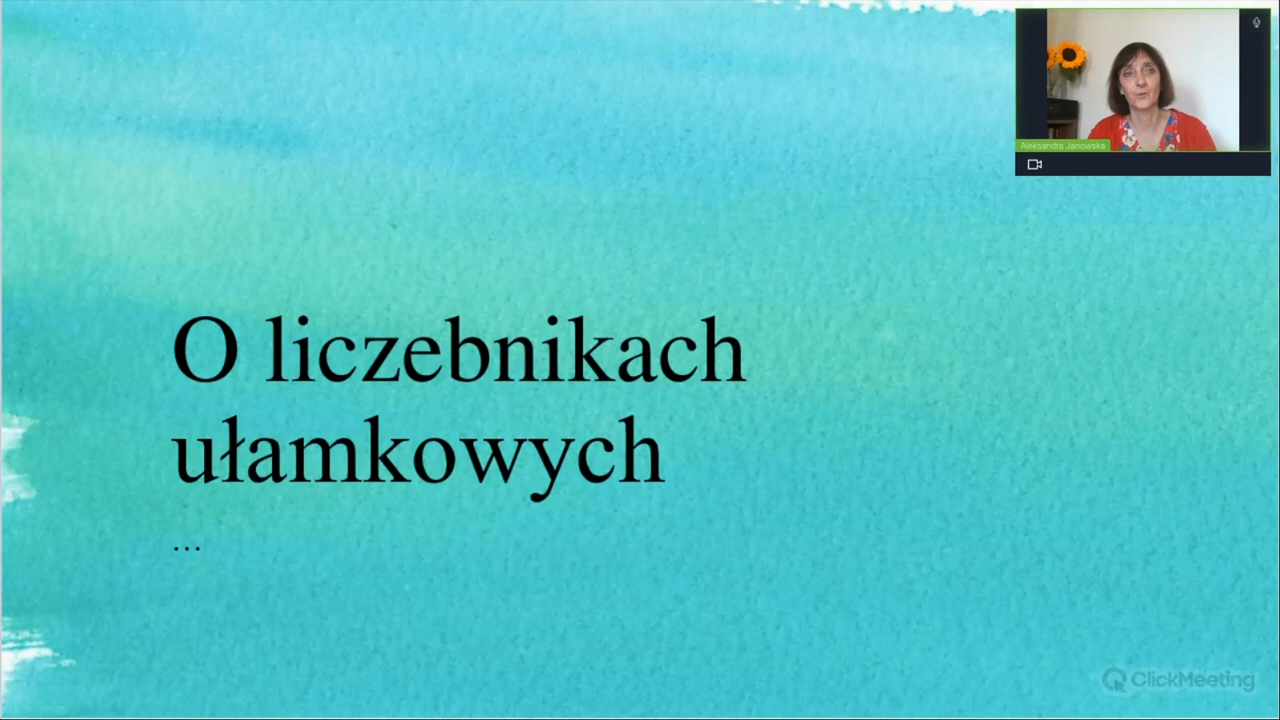 Aleksandra Janowska
O liczebnikach
ułamkowych
...
ClickMeeting